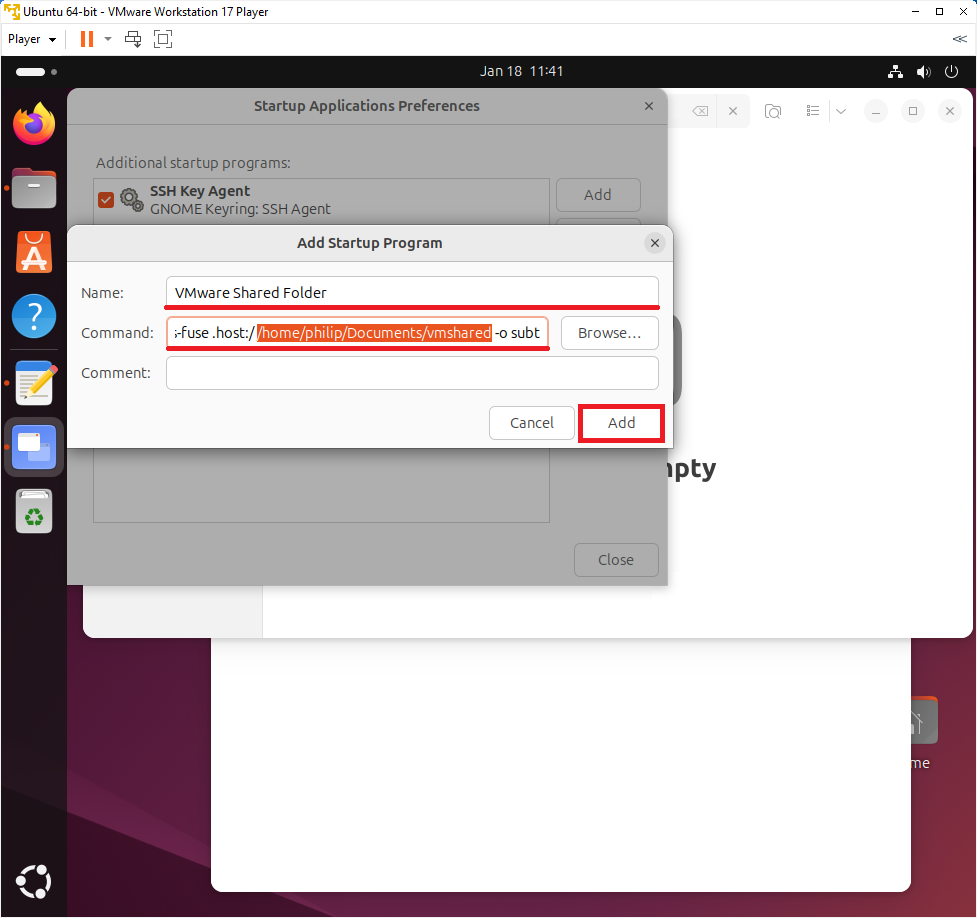 Ubuntu 64-bit - VMware Workstation 17 Player
Player
Jan 18 11:41
Startup Applications Preferences
Additional startup programs:
SSH Key Agent
GNOME Keyring: SSH Agent
Add
Add Startup Program
Name: VMware Shared Folder
Command: s-fuse .host:/ /home/philip/Documents/vmshared -o subt Browse...
Comment:
Cancel Add
mpty
Close
me